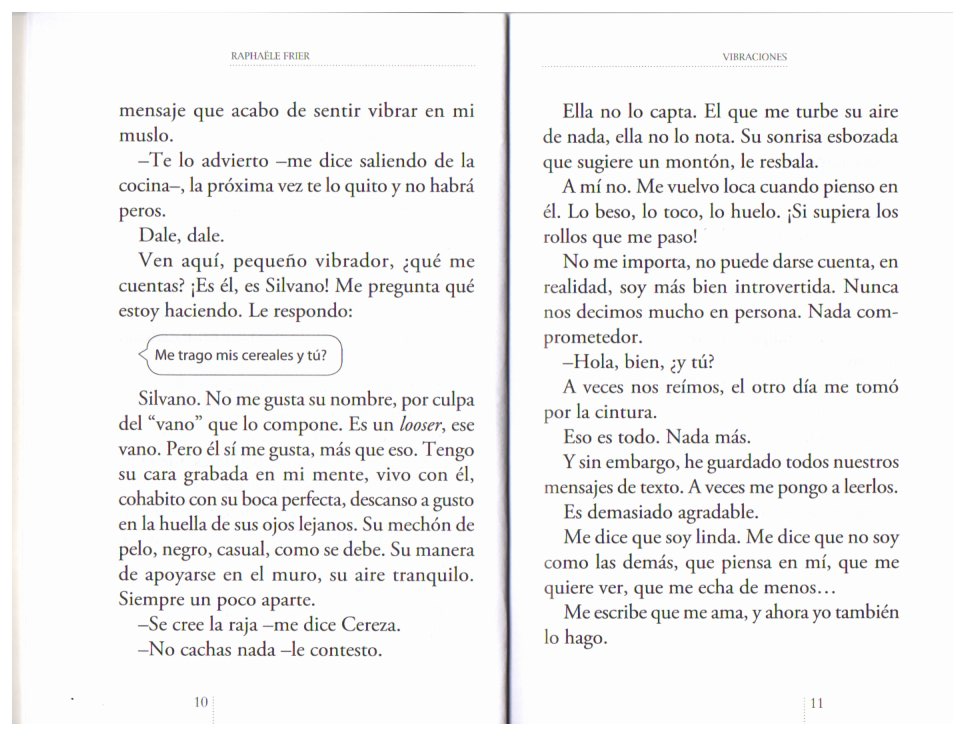 RAPHAËLE FRIER
mensaje que acabo de sentir vibrar en mi
muslo.
–Te lo advierto –me dice saliendo de la
cocina–, la próxima vez te lo quito y no habrá
peros.
Dale, dale.
Ven aquí, pequeño vibrador, ¿qué me
cuentas? ¡Es él, es Silvano! Me pregunta qué
estoy haciendo. Le respondo:
Me trago mis cereales y tú?
Silvano. No me gusta su nombre, por culpa
del “vano” que lo compone. Es un looser, ese
vano. Pero él sí me gusta, más que eso. Tengo
su cara grabada en mi mente, vivo con él,
cohabito con su boca perfecta, descanso a gusto
en la huella de sus ojos lejanos. Su mechón de
pelo, negro, casual, como se debe. Su manera
de apoyarse en el muro, su aire tranquilo.
Siempre un poco aparte.
–Se cree la raja –me dice Cereza.
–No cachas nada –le contesto.
10
VIBRACIONES
Ella no lo capta. El que me turbe su aire
de nada, ella no lo nota. Su sonrisa esbozada
que sugiere un montón, le resbala.
A mí no. Me vuelvo loca cuando pienso en
él. Lo beso, lo toco, lo huelo. ¡Si supiera los
rollos que me paso!
No me importa, no puede darse cuenta, en
realidad, soy más bien introvertida. Nunca
nos decimos mucho en persona. Nada com-
prometedor.
–Hola, bien, ¿y tú?
A veces nos reímos, el otro día me tomó
por la cintura.
Eso es todo. Nada más.
Y sin embargo, he guardado todos nuestros
mensajes de texto. A veces me pongo a leerlos.
Es demasiado agradable.
Me dice que soy linda. Me dice que no soy
como las demás, que piensa en mí, que me
quiere ver, que me echa de menos…
Me escribe que me ama, y ahora yo también
lo hago.
11